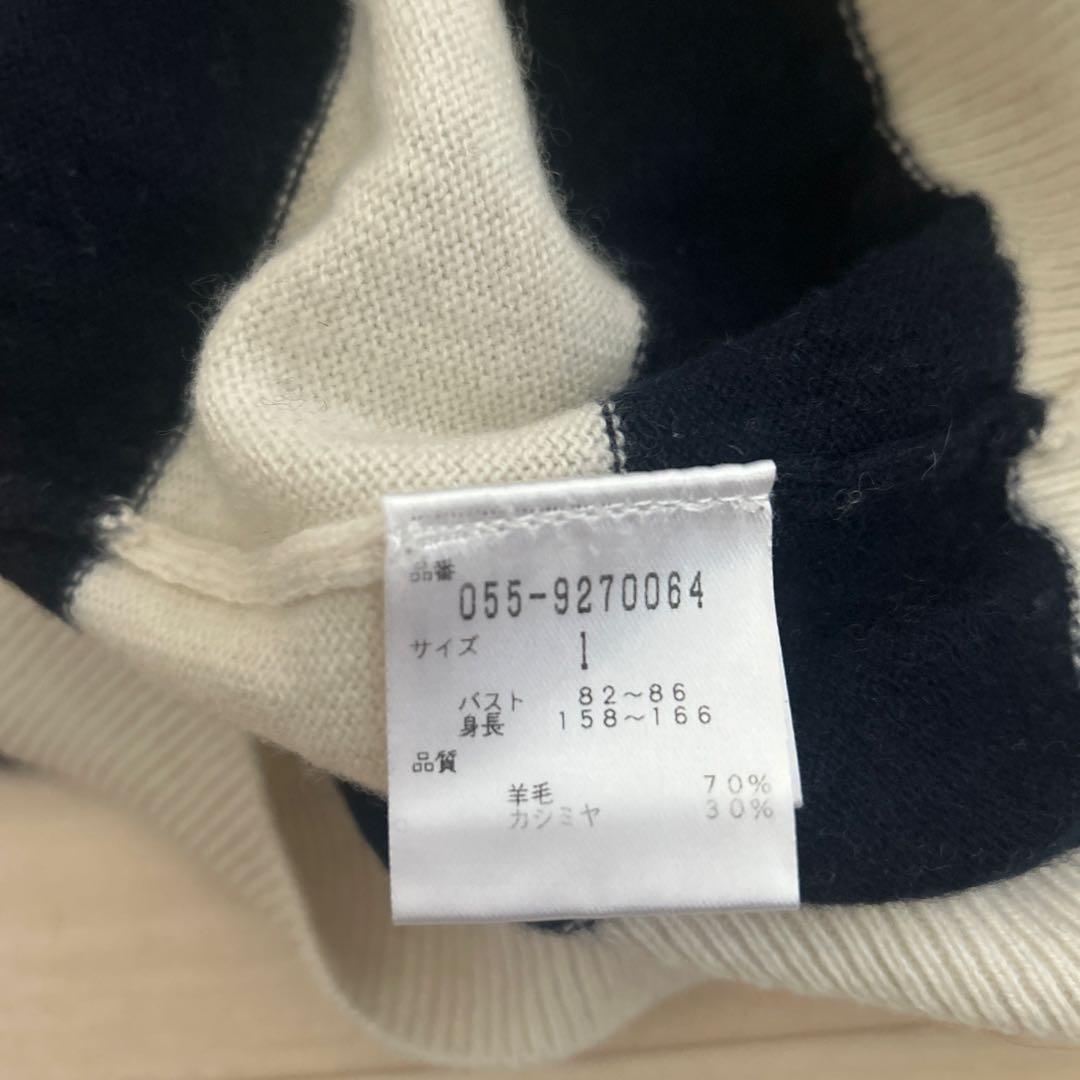 品番
055-9270064
サイズ 1
バスト 82~86
身長 158~166
品質
羊毛 70%
カシミヤ 30%